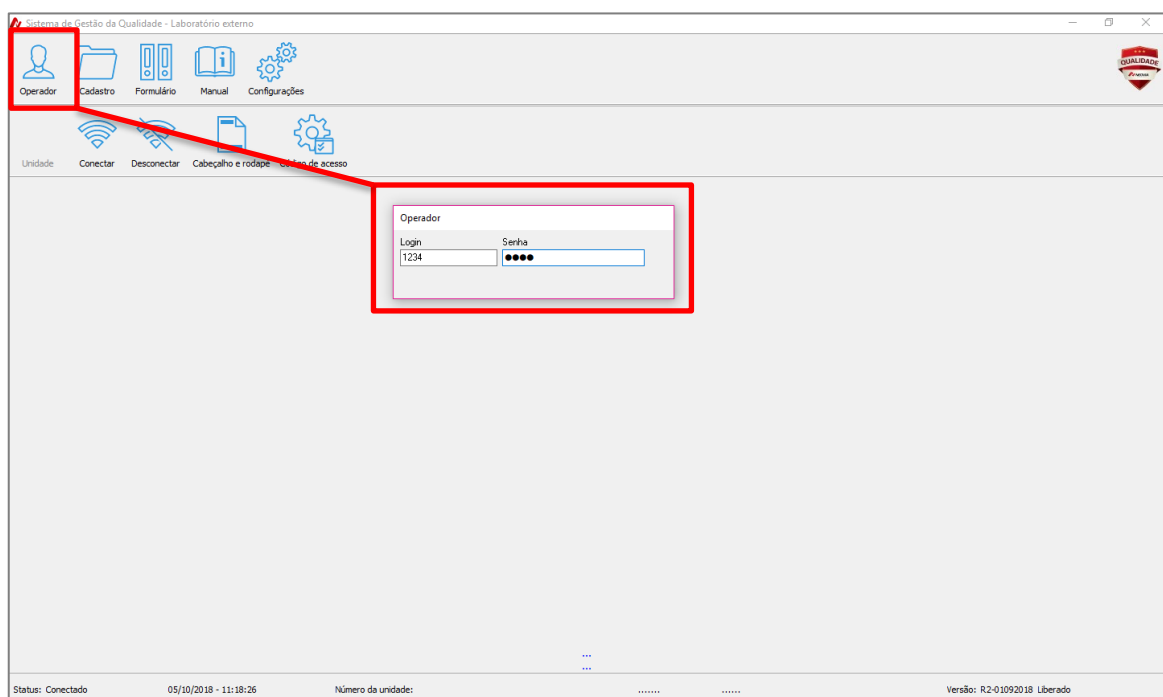 Sistema de Gestão da Qualidade - Laboratório externo
Operador Cadastro Formulário Manual Configurações
QUALIDADE
Unidade Conectar Desconectar Cabeçalho e rodapé Código de acesso
Operador
Login Senha
1234 ●●●●
...
...
Status: Conectado 05/10/2018 - 11:18:26 Número da unidade: ....... ...... Versão: R2-01092018 Liberado